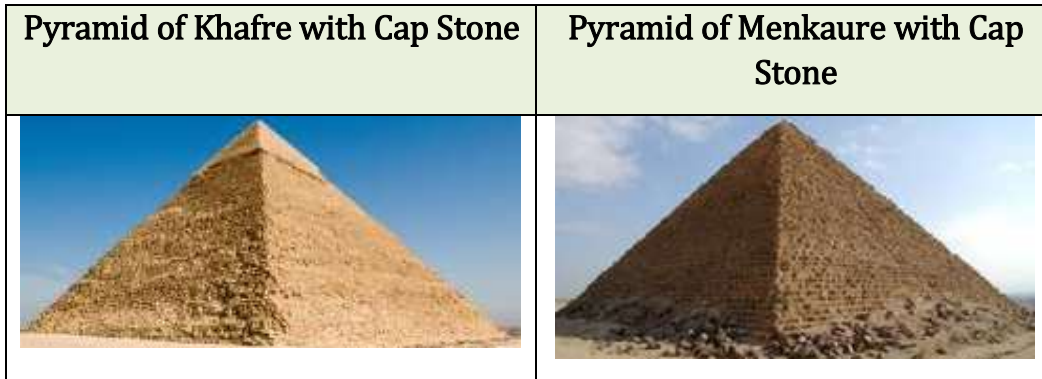 Pyramid of Khafre with Cap Stone
Pyramid of Menkaure with Cap
Stone